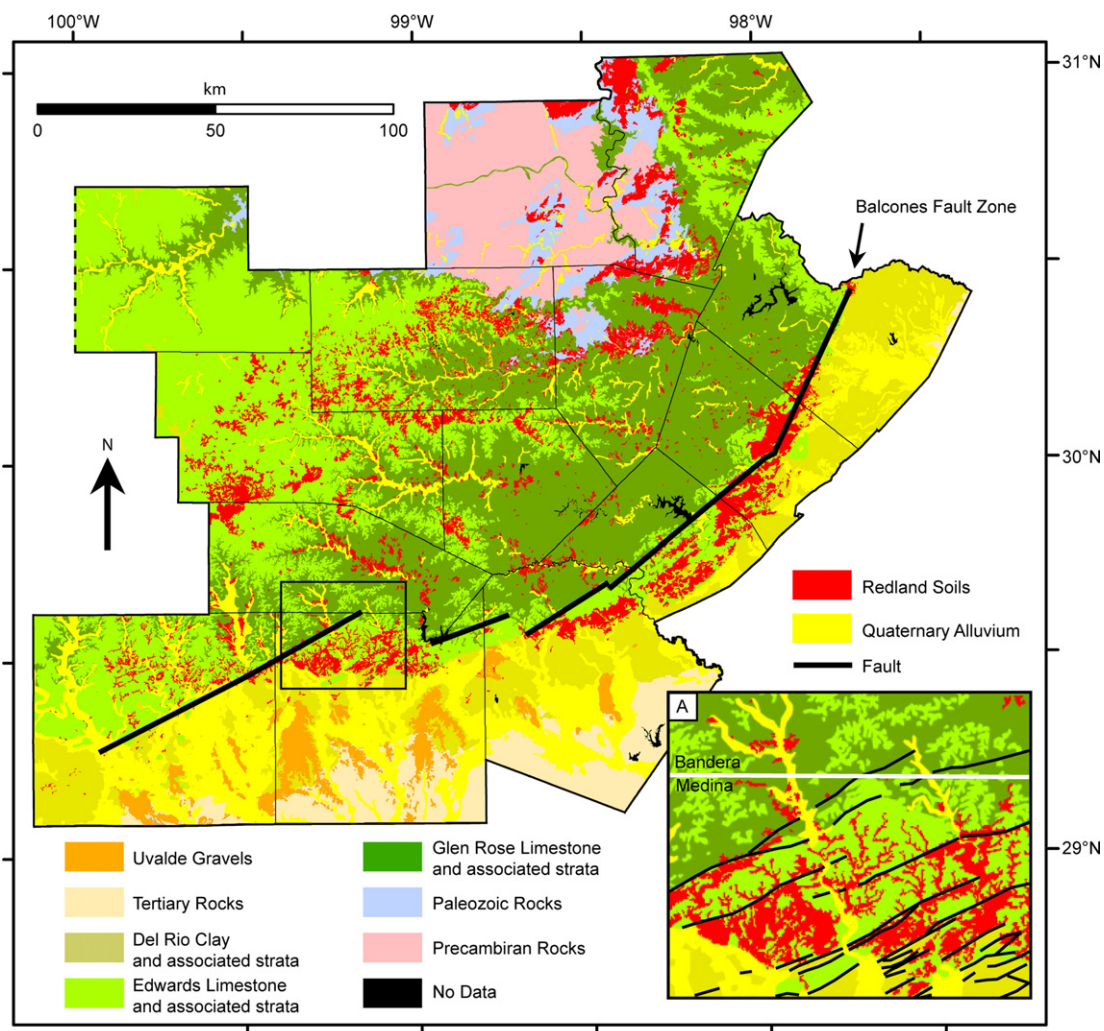 100°W
99°W
98°W
31°N
km
0
50
100
Balcones Fault Zone
N
30°N
Redland Soils
Quaternary Alluvium
Fault
A
Bandera
Medina
29°N
Uvalde Gravels
Tertiary Rocks
Del Rio Clay
and associated strata
Edwards Limestone
and associated strata
Glen Rose Limestone
and associated strata
Paleozoic Rocks
Precambiran Rocks
No Data